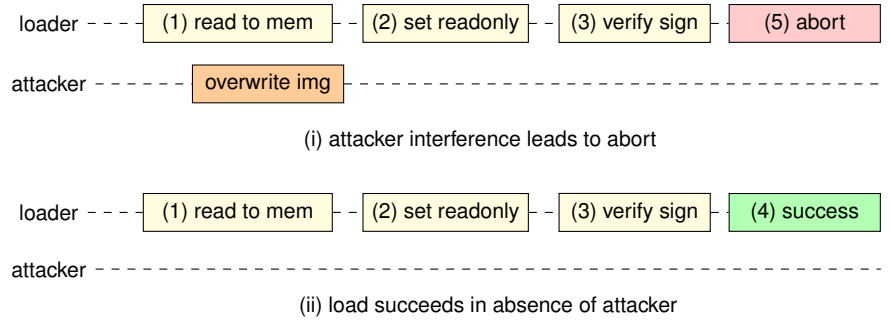 loader (1) read to mem (2) set readonly (3) verify sign (5) abort
attacker overwrite img
(i) attacker interference leads to abort
loader (1) read to mem (2) set readonly (3) verify sign (4) success
attacker
(ii) load succeeds in absence of attacker